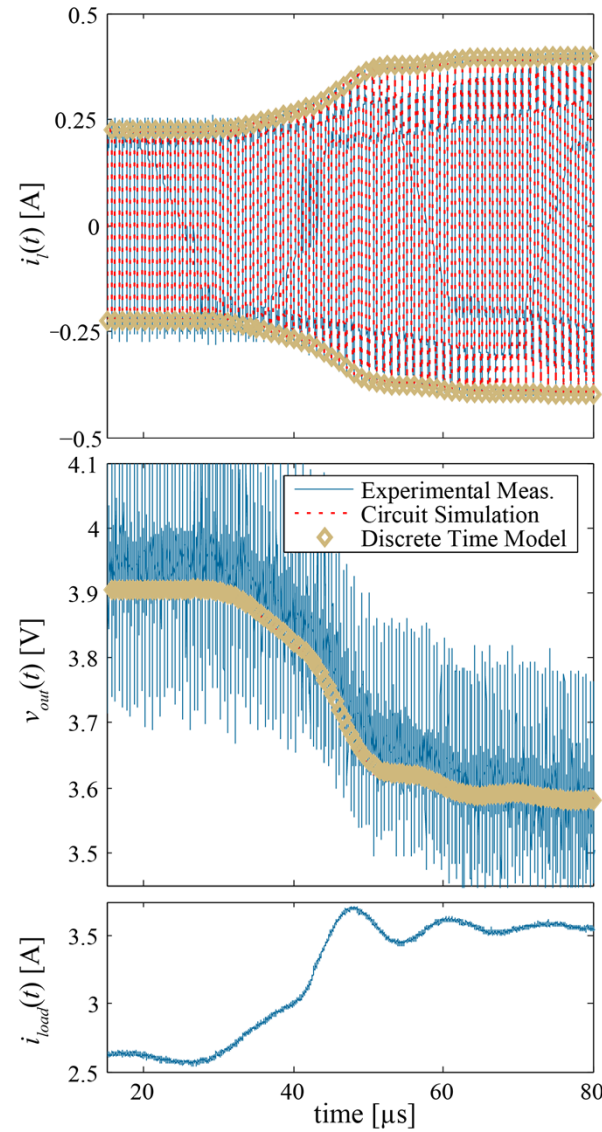 0.5
0.25
0
−0.25
−0.5
i_l(t) [A]
4.1
4
3.9
3.8
3.7
3.6
3.5
v_out(t) [V]
Experimental Meas.
Circuit Simulation
Discrete Time Model
3.5
3
2.5
i_load(t) [A]
20 40 60 80
time [µs]